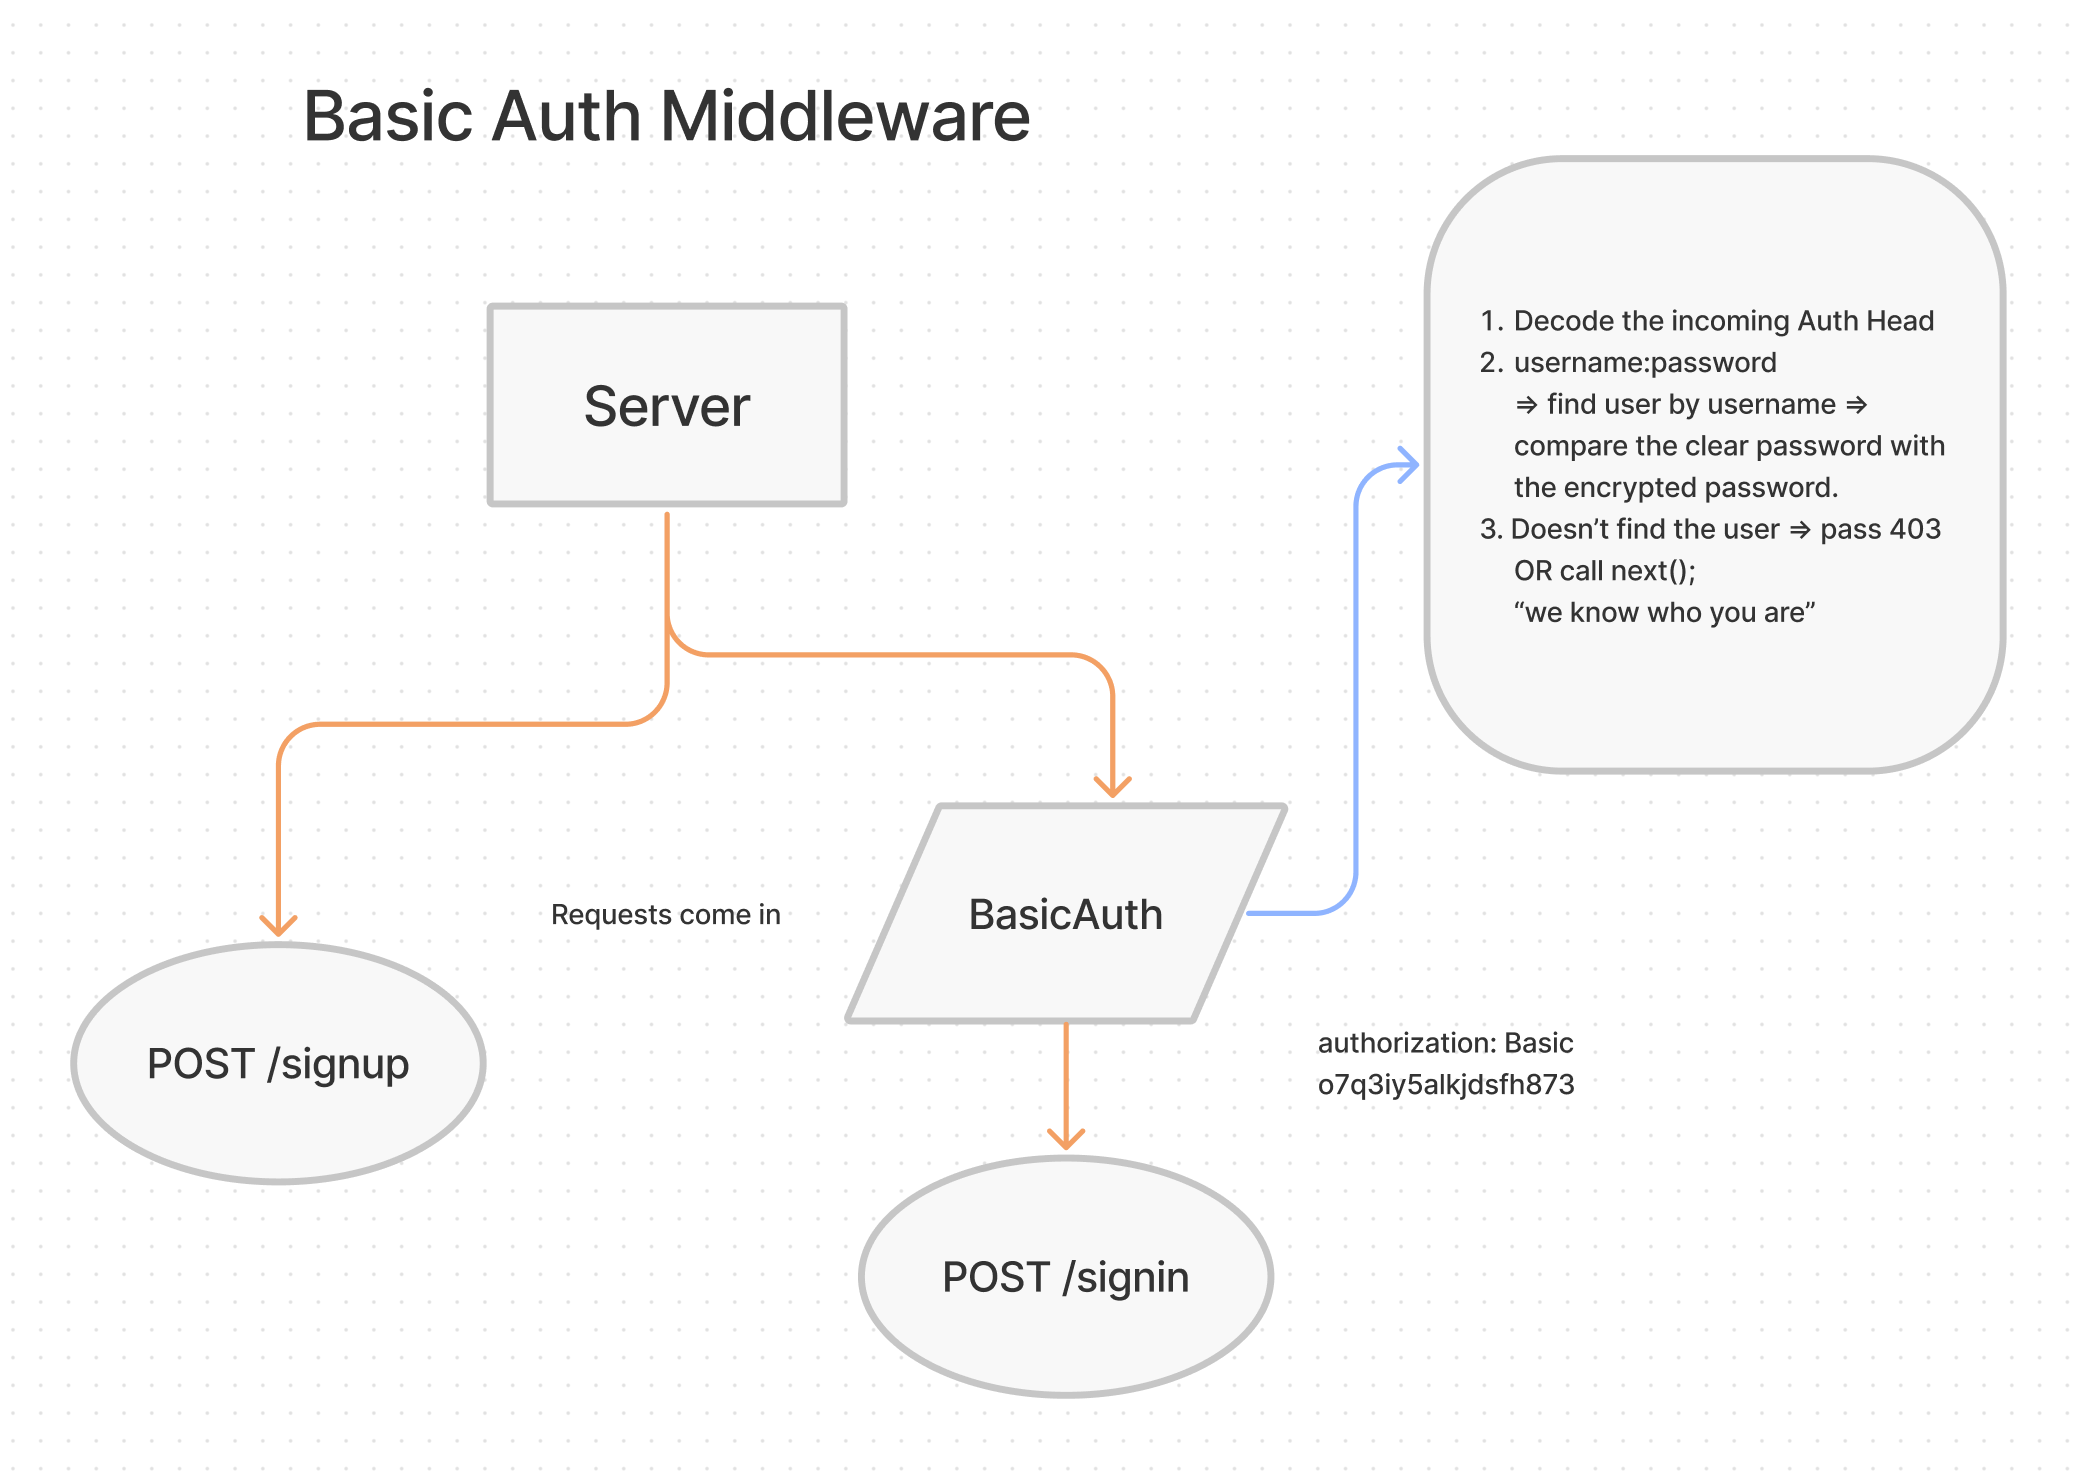 Basic Auth Middleware
Server
1. Decode the incoming Auth Head
2. username:password
⇒ find user by username ⇒
compare the clear password with
the encrypted password.
3. Doesn’t find the user ⇒ pass 403
OR call next();
“we know who you are”
Requests come in
BasicAuth
POST /signup
authorization: Basic
o7q3iy5alkjdsfh873
POST /signin